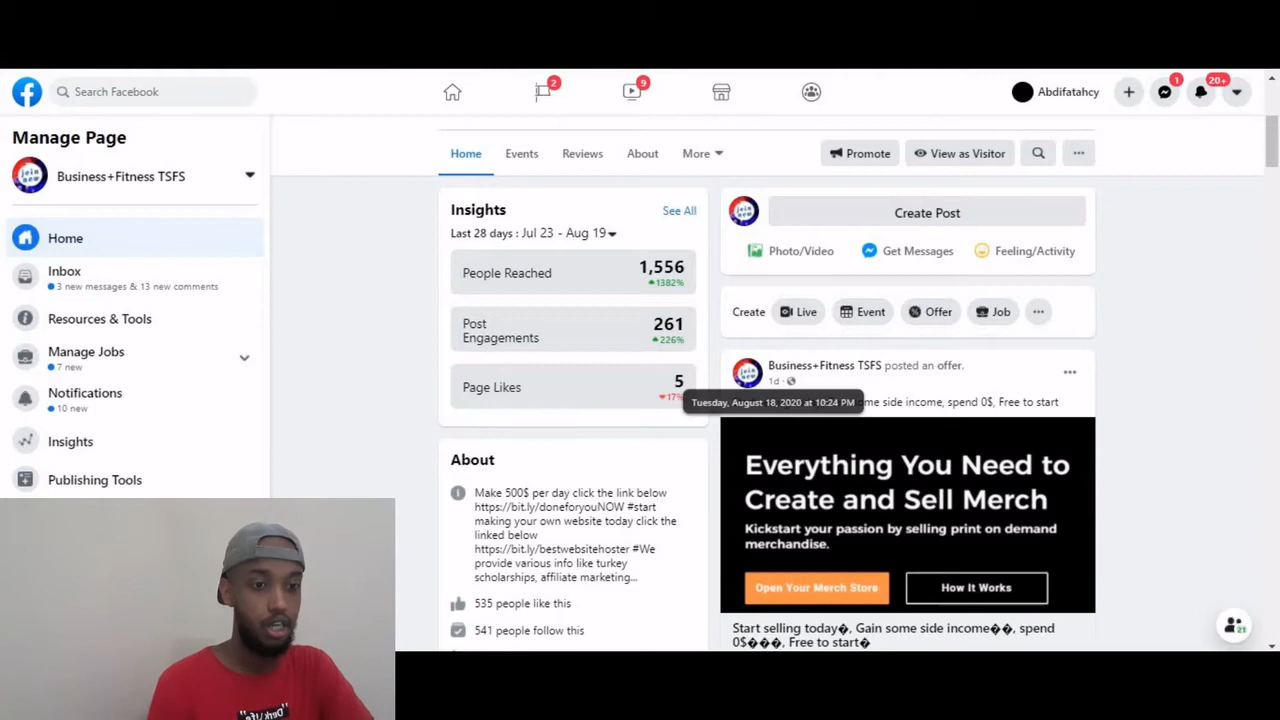 Search Facebook
2
9
Abdifatahcy
1
20+
Manage Page
Business+Fitness TSFS
Home
Inbox
3 new messages & 13 new comments
Resources & Tools
Manage Jobs
7 new
Notifications
10 new
Insights
Publishing Tools
Home
Events
Reviews
About
More
Promote
View as Visitor
Insights
See All
Last 28 days : Jul 23 - Aug 19
People Reached
1,556
1382%
Post
Engagements
261
226%
Page Likes
5
17%
About
Make 500$ per day click the link below
https://bit.ly/doneforyouNOW #start
making your own website today click the
linked below
https://bit.ly/bestwebsitehoster #We
provide various info like turkey
scholarships, affiliate marketing...
535 people like this
541 people follow this
Create Post
Photo/Video
Get Messages
Feeling/Activity
Create
Live
Event
Offer
Job
Business+Fitness TSFS posted an offer.
1d
Tuesday, August 18, 2020 at 10:24 PM
me side income, spend 0$, Free to start
Everything You Need to
Create and Sell Merch
Kickstart your passion by selling print on demand
merchandise.
Open Your Merch Store
How It Works
Start selling today�, Gain some side income��, spend
0$���, Free to start�
21